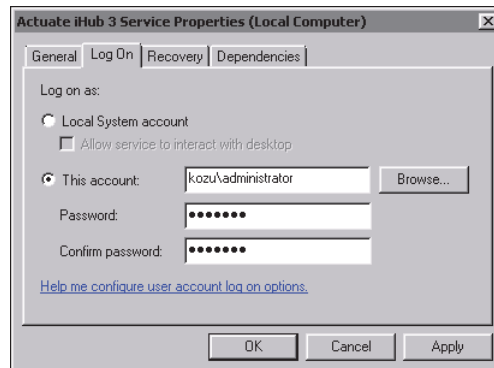 Actuate iHub 3 Service Properties (Local Computer)
General Log On Recovery Dependencies
Log on as:
Local System account
Allow service to interact with desktop
This account: kozu\administrator Browse...
Password: •••••••
Confirm password: •••••••
Help me configure user account log on options.
OK Cancel Apply